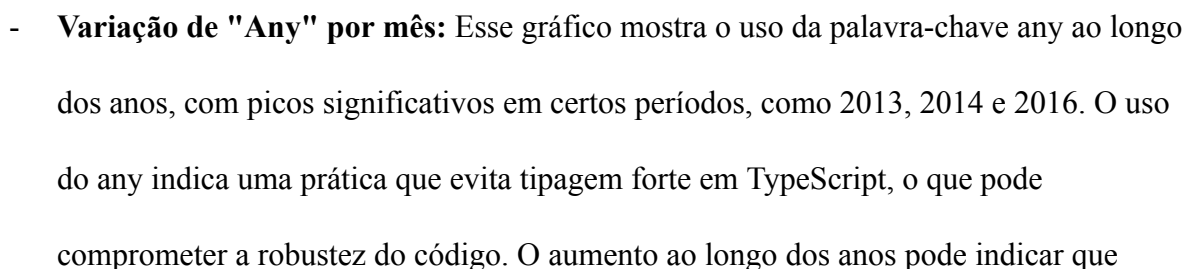 - Variação de "Any" por mês: Esse gráfico mostra o uso da palavra-chave any ao longo
dos anos, com picos significativos em certos períodos, como 2013, 2014 e 2016. O uso
do any indica uma prática que evita tipagem forte em TypeScript, o que pode
comprometer a robustez do código. O aumento ao longo dos anos pode indicar que